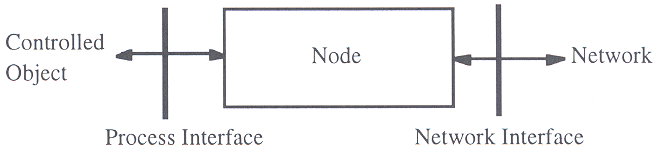 Controlled
Object
Node
Network
Process Interface
Network Interface